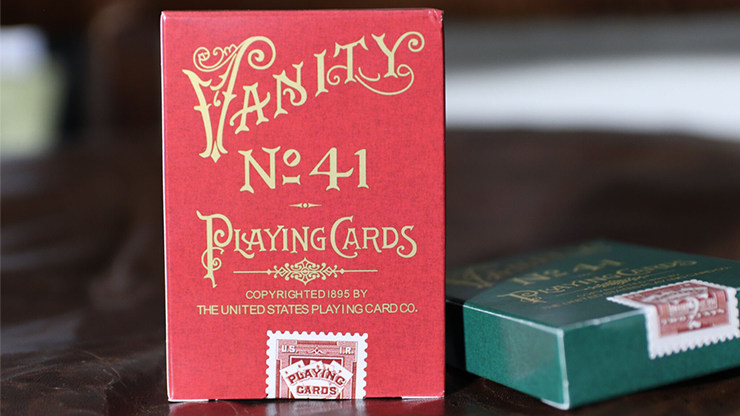 VANITY
No 41
PLAYING CARDS
COPYRIGHTED 1895 BY
THE UNITED STATES PLAYING CARD CO.
U.S. I.R.
PLAYING
CARDS
VANITY
No 41
PLAYING CARDS